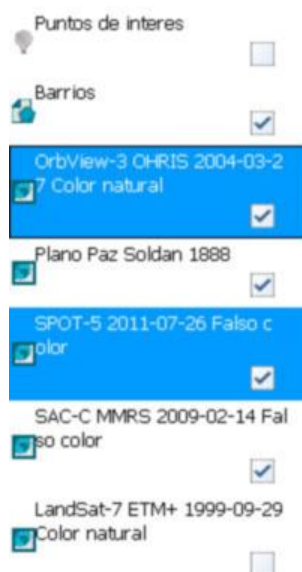 Puntos de interes
Barrios
OrbView-3 OHRIS 2004-03-2
7 Color natural
Plano Paz Soldan 1888
SPOT-5 2011-07-26 Falso c
olor
SAC-C MMRS 2009-02-14 Fal
so color
LandSat-7 ETM+ 1999-09-29
Color natural